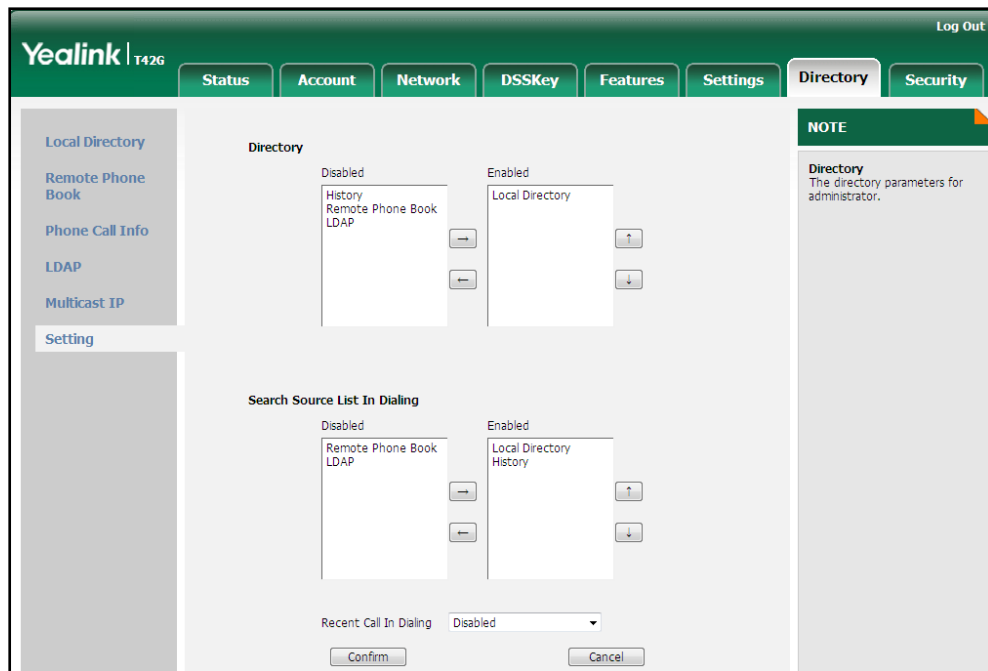 Log Out
Yealink | T42G
Status
Account
Network
DSSKey
Features
Settings
Directory
Security
Local Directory
Remote Phone
Book
Phone Call Info
LDAP
Multicast IP
Setting
Directory
Disabled
Enabled
History
Remote Phone Book
LDAP
Local Directory
→
←
↑
↓
Search Source List In Dialing
Disabled
Enabled
Remote Phone Book
LDAP
Local Directory
History
→
←
↑
↓
Recent Call In Dialing
Disabled
Confirm
Cancel
NOTE
Directory
The directory parameters for
administrator.